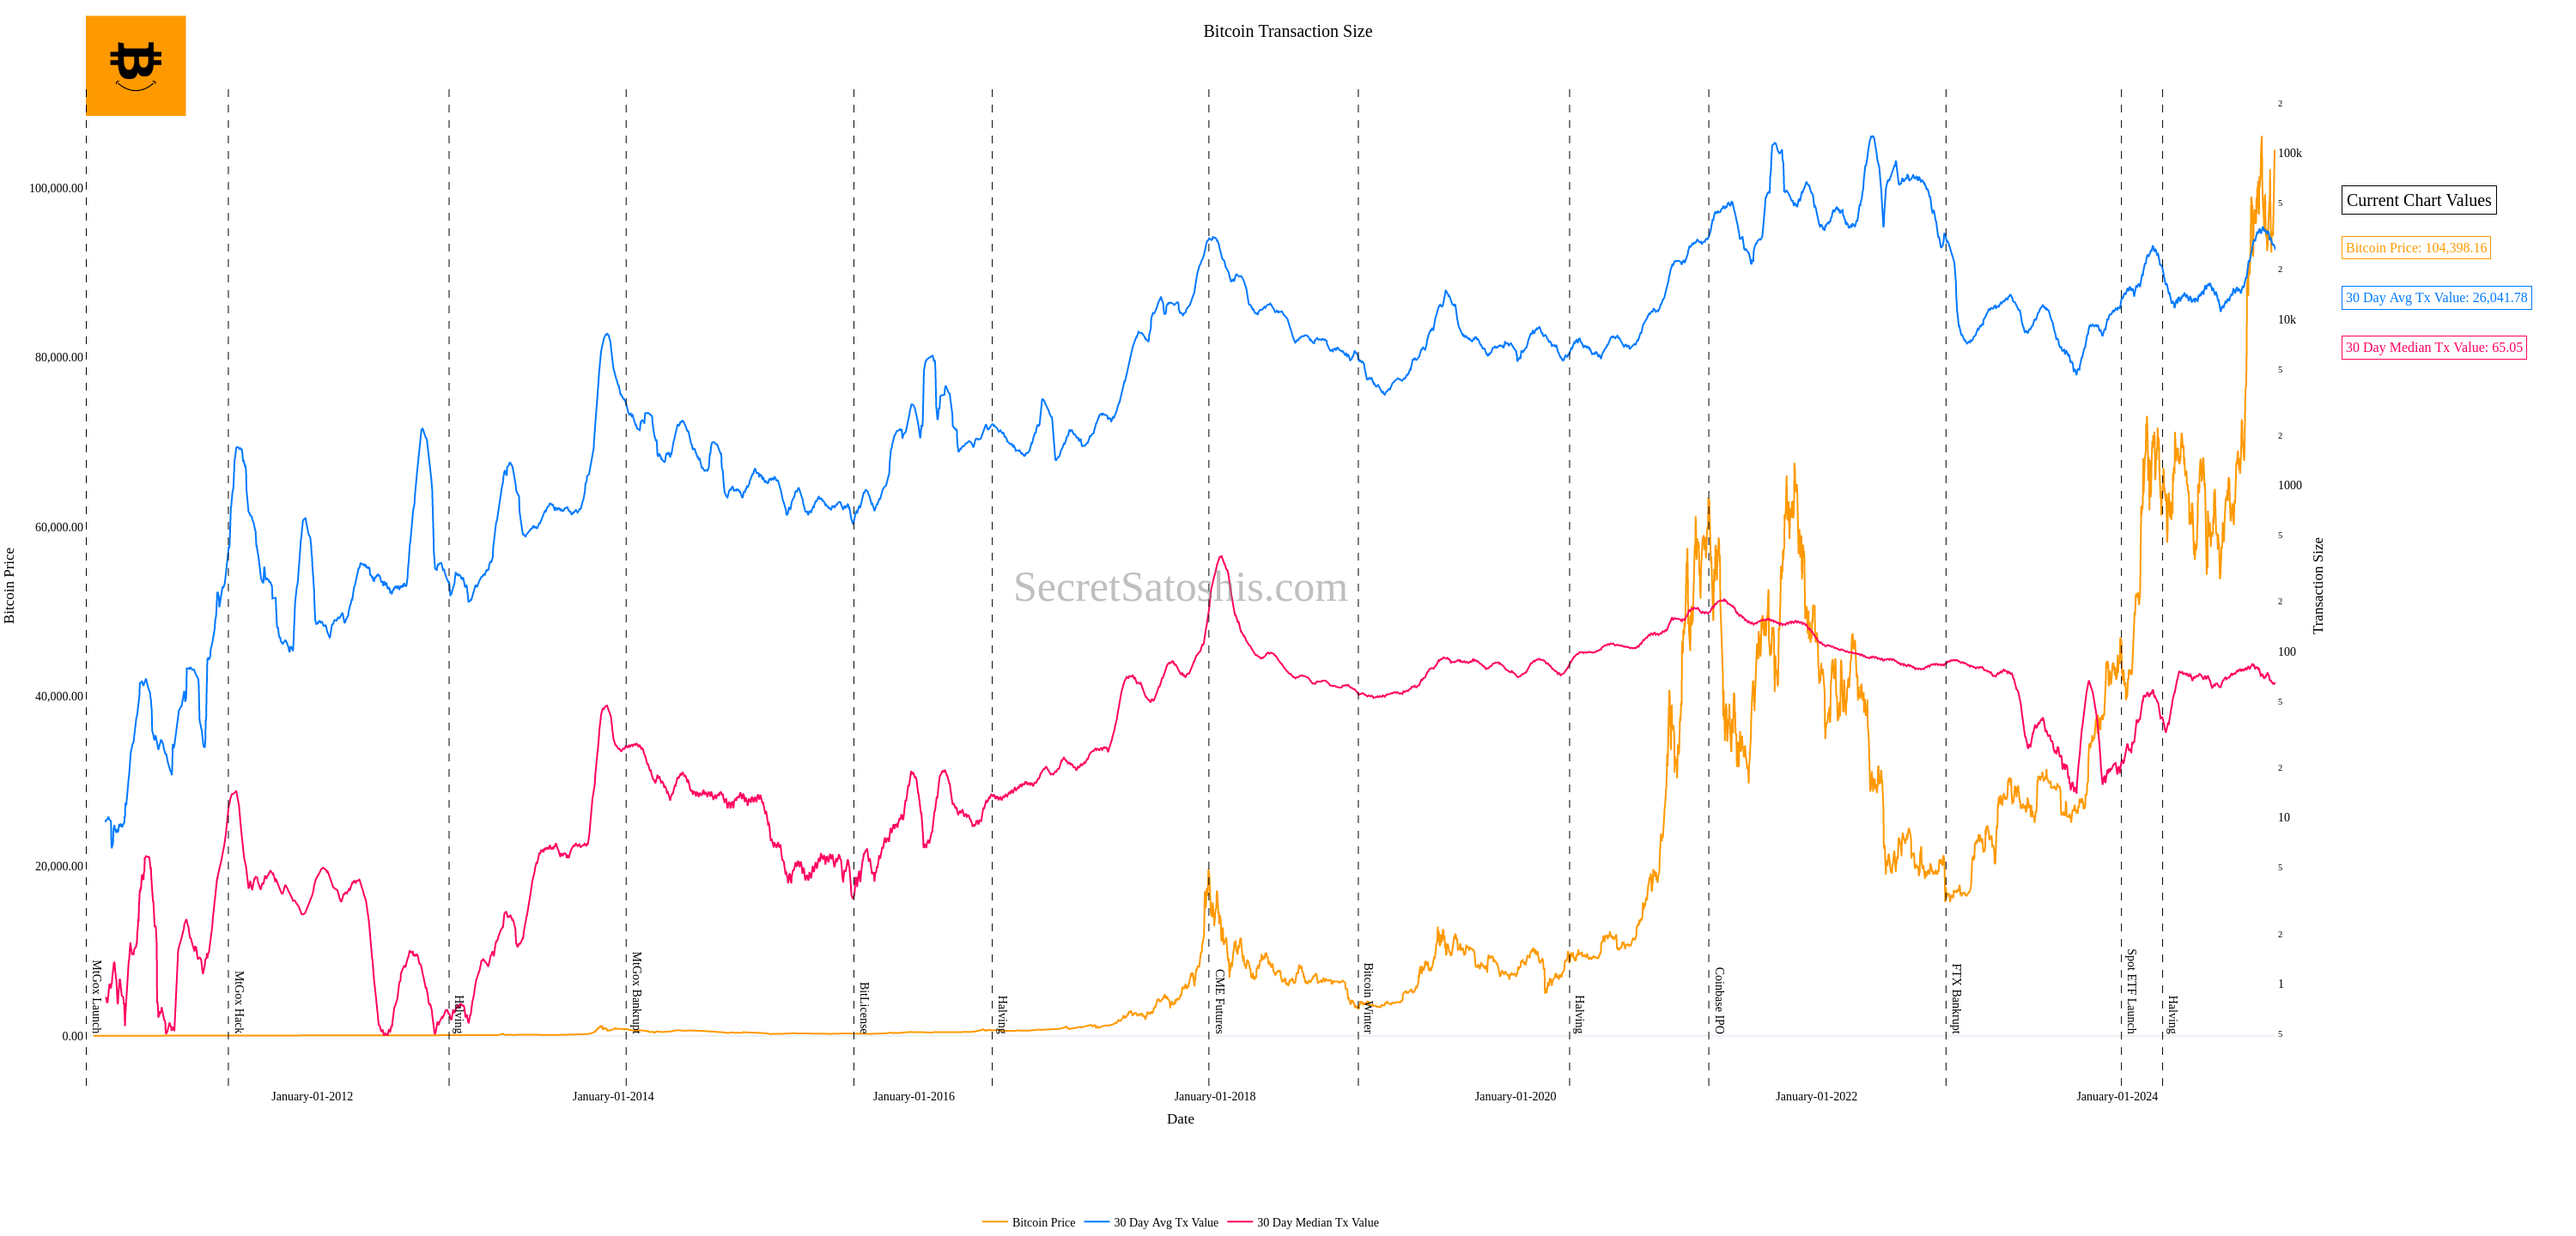 Bitcoin Transaction Size
100,000.00
80,000.00
60,000.00
40,000.00
20,000.00
0.00
Bitcoin Price
MtGox Launch
MtGox Hack
Halving
MtGox Bankrupt
BitLicense
Halving
CME Futures
Bitcoin Winter
Halving
Coinbase IPO
FTX Bankrupt
Spot ETF Launch
Halving
SecretSatoshis.com
2
100k
5
2
10k
5
2
1000
5
2
100
5
2
10
5
2
1
5
Transaction Size
Current Chart Values
Bitcoin Price: 104,398.16
30 Day Avg Tx Value: 26,041.78
30 Day Median Tx Value: 65.05
January-01-2012
January-01-2014
January-01-2016
January-01-2018
January-01-2020
January-01-2022
January-01-2024
Date
Bitcoin Price
30 Day Avg Tx Value
30 Day Median Tx Value